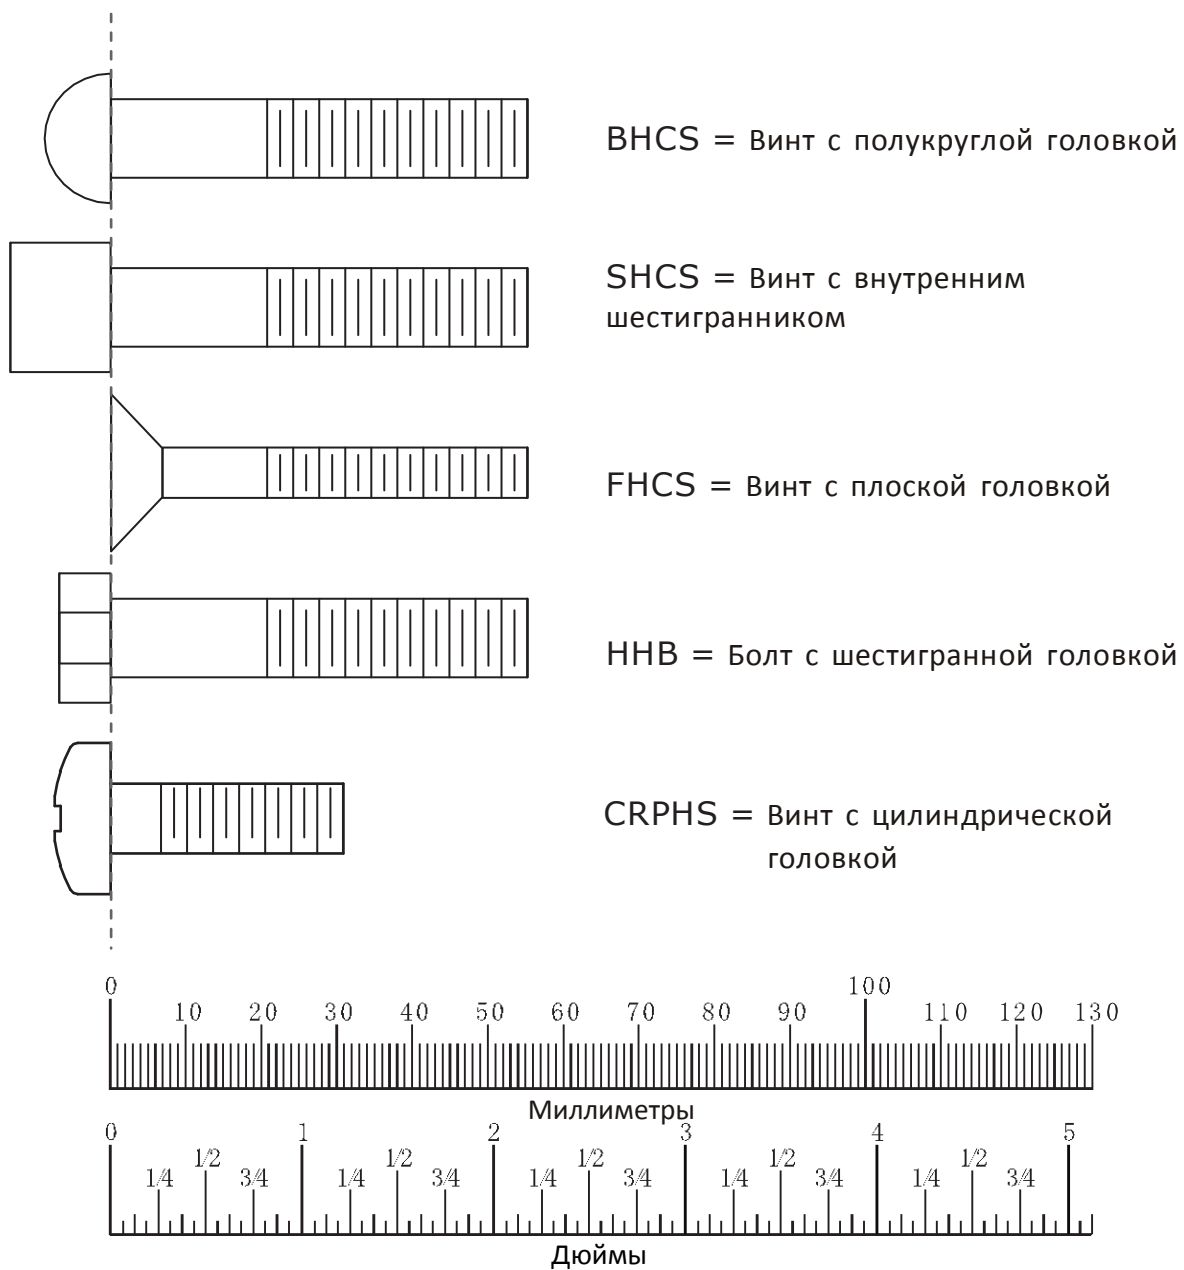 BHCS = Винт с полукруглой головкой
SHCS = Винт с внутренним
шестигранником
FHCS = Винт с плоской головкой
HHB = Болт с шестигранной головкой
CRPHS = Винт с цилиндрической
головкой
0 10 20 30 40 50 60 70 80 90 100 110 120 130
Миллиметры
0 1/4 1/2 3/4 1 1/4 1/2 3/4 2 1/4 1/2 3/4 3 1/4 1/2 3/4 4 1/4 1/2 3/4 5
Дюймы